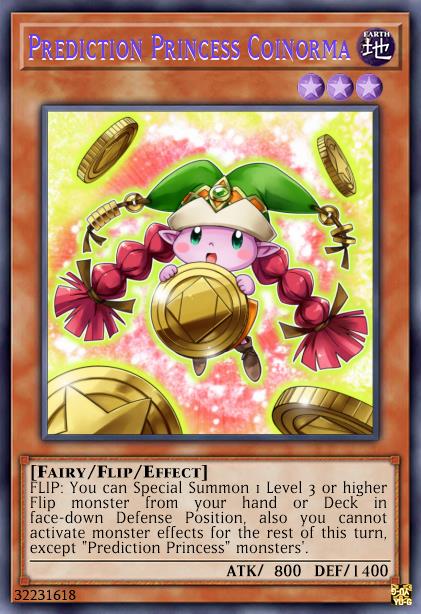 PREDICTION PRINCESS COINORMA
EARTH
地
[FAIRY/FLIP/EFFECT]
FLIP: You can Special Summon 1 Level 3 or higher
Flip monster from your hand or Deck in
face-down Defense Position, also you cannot
activate monster effects for the rest of this turn,
except "Prediction Princess" monsters'.
ATK/ 800 DEF/1400
32231618